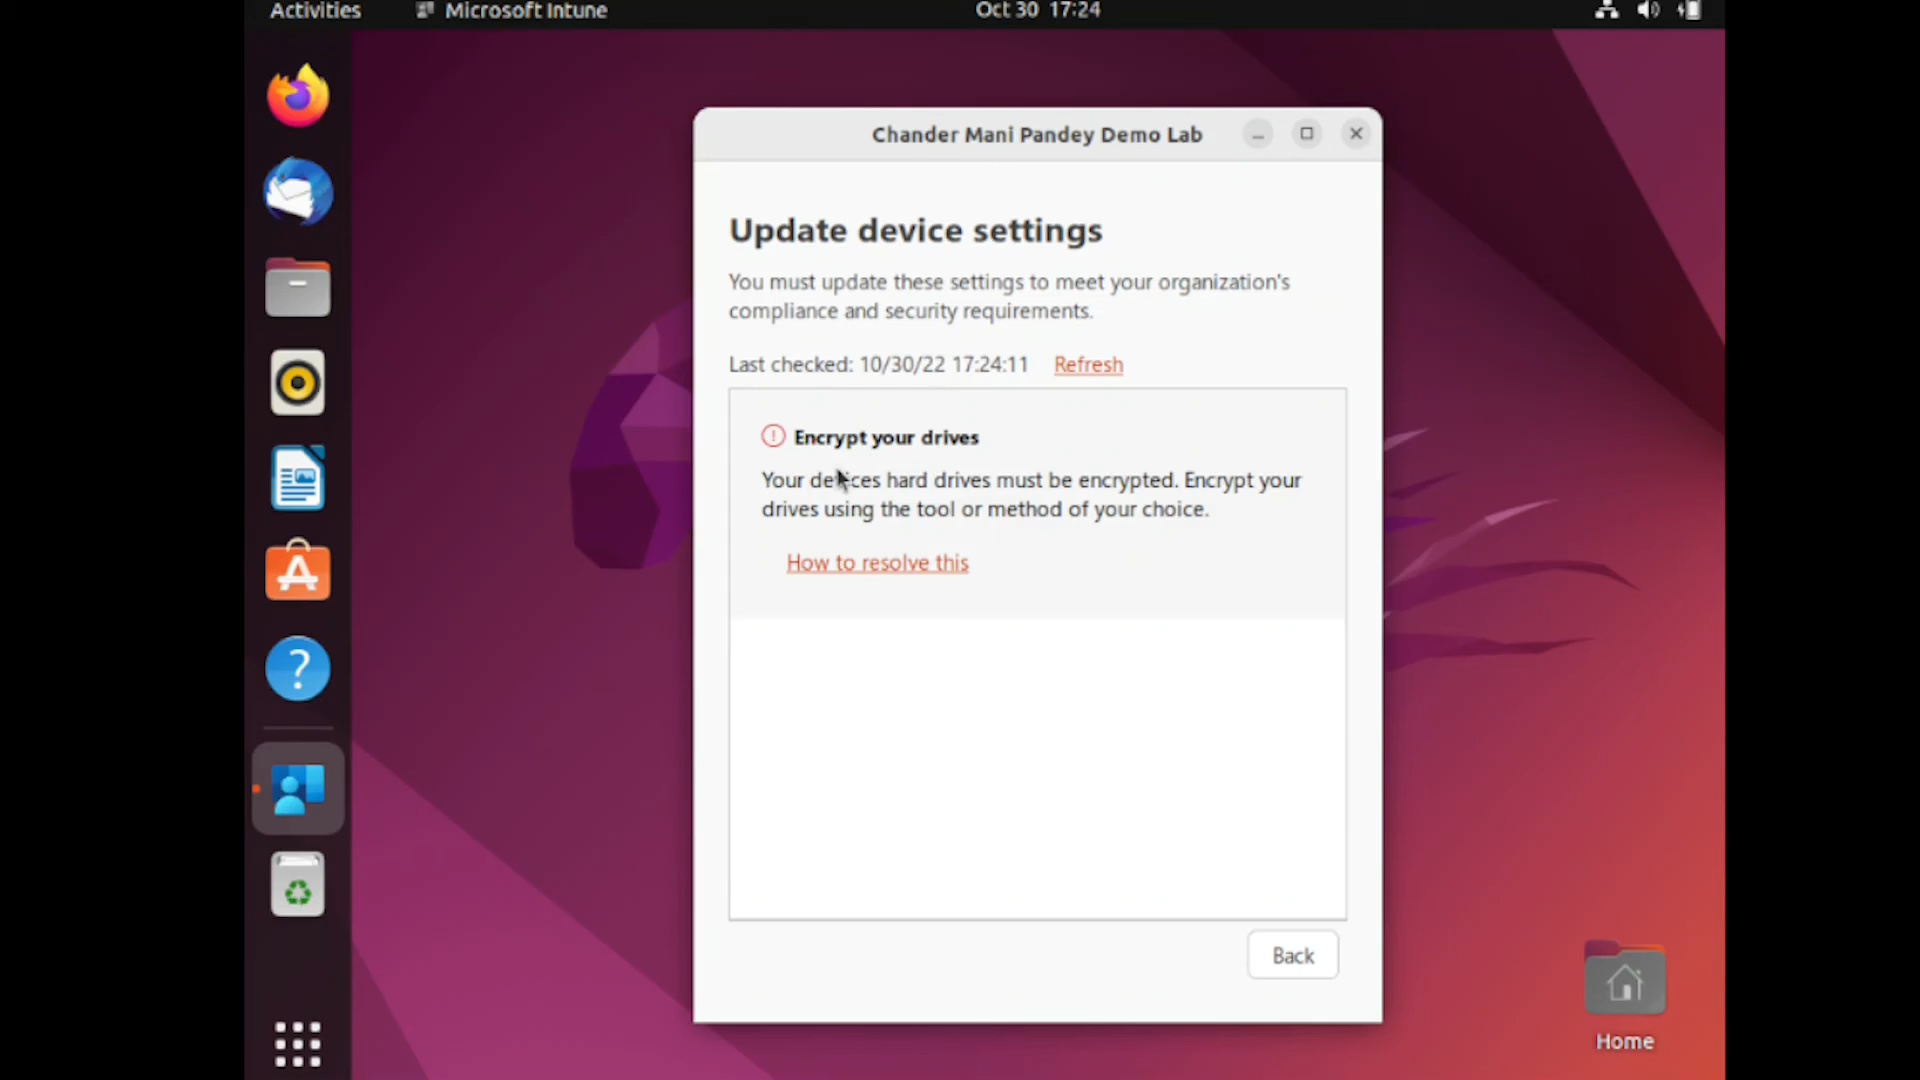 Activities
Microsoft Intune
Oct 30 17:24
Chander Mani Pandey Demo Lab
Update device settings
You must update these settings to meet your organization's
compliance and security requirements.
Last checked: 10/30/22 17:24:11 Refresh
Encrypt your drives
Your devices hard drives must be encrypted. Encrypt your
drives using the tool or method of your choice.
How to resolve this
Back
Home